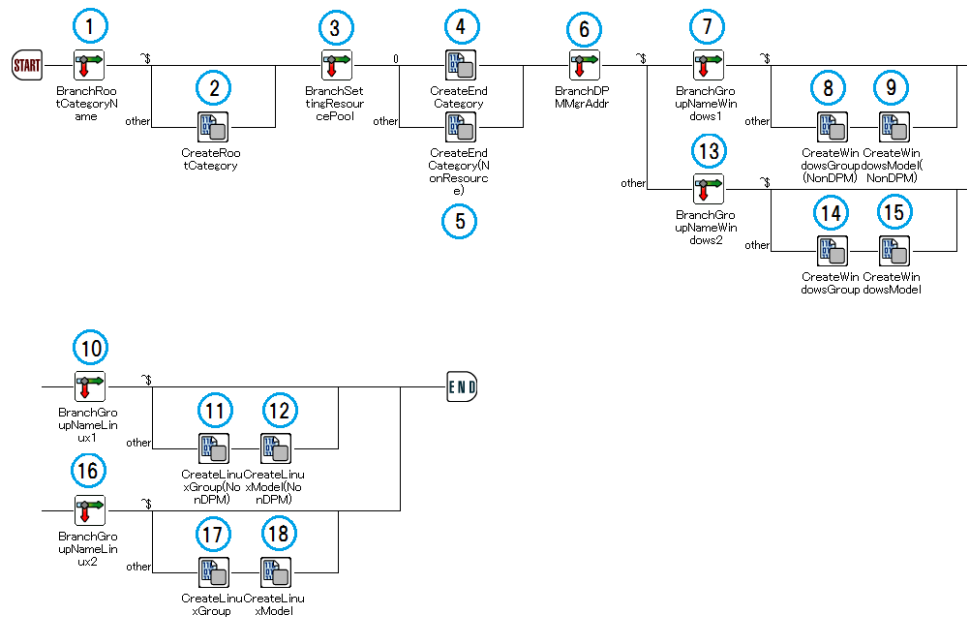 1
2
3
4
5
6
7
8
9
10
11
12
13
14
15
16
17
18
START
BranchRoo
tCategoryN
ame
^$
other
CreateRoo
tCategory
BranchSet
tingResour
cePool
0
other
CreateEnd
Category
CreateEnd
Category(N
onResourc
e)
BranchDP
MMgrAddr
^$
other
BranchGro
upNameWin
dows1
^$
other
CreateWin
dowsGroup
(NonDPM)
CreateWin
dowsModel(
NonDPM)
BranchGro
upNameWin
dows2
^$
other
CreateWin
dowsGroup
CreateWin
dowsModel
BranchGro
upNameLin
ux1
^$
other
CreateLinu
xGroup(No
nDPM)
CreateLinu
xModel(No
nDPM)
END
BranchGro
upNameLin
ux2
^$
other
CreateLinu
xGroup
CreateLinu
xModel